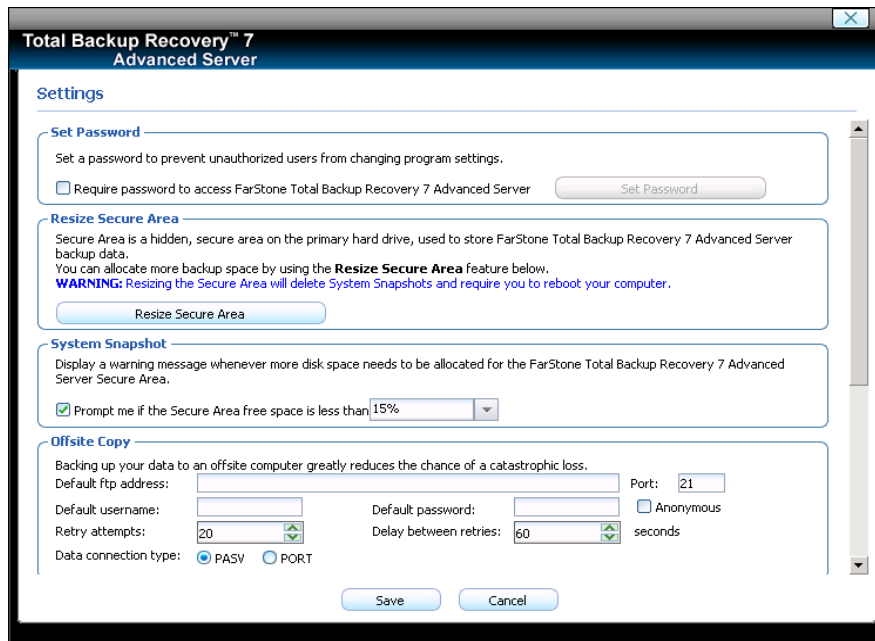 Total Backup Recovery™ 7
Advanced Server
Settings
Set Password
Set a password to prevent unauthorized users from changing program settings.
Require password to access FarStone Total Backup Recovery 7 Advanced Server
Set Password
Resize Secure Area
Secure Area is a hidden, secure area on the primary hard drive, used to store FarStone Total Backup Recovery 7 Advanced Server
backup data.
You can allocate more backup space by using the Resize Secure Area feature below.
WARNING: Resizing the Secure Area will delete System Snapshots and require you to reboot your computer.
Resize Secure Area
System Snapshot
Display a warning message whenever more disk space needs to be allocated for the FarStone Total Backup Recovery 7 Advanced
Server Secure Area.
Prompt me if the Secure Area free space is less than 15%
Offsite Copy
Backing up your data to an offsite computer greatly reduces the chance of a catastrophic loss.
Default ftp address: Port: 21
Default username: Default password: Anonymous
Retry attempts: 20 Delay between retries: 60 seconds
Data connection type: PASV PORT
Save Cancel